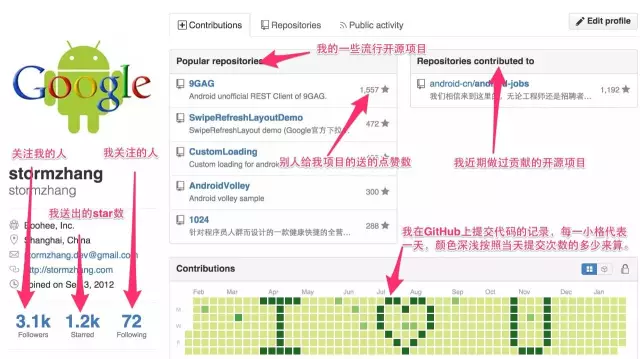 Google
关注我的人
我关注的人
stormzhang
我送出的star数
Boohee, Inc.
Shanghai, China
stormzhang.dev@gmail.com
http://stormzhang.com
Joined on Sep 3, 2012
3.1k
Followers
1.2k
Starred
72
Following
Contributions
Repositories
Public activity
Edit profile
我的一些流行开源项目
Popular repositories
9GAG
Android unofficial REST Client of 9GAG.
1,557
SwipeRefreshLayoutDemo
SwipeRefreshLayout Demo (Google官方下拉
472
别人给我项目的送的点赞数
CustomLoading
Custom loading for android
AndroidVolley
Android volley sample
300
1024
针对程序员人群而设计的一款健康快捷的全营...
288
Repositories contributed to
android-cn/android-jobs
我们相信来到这里的，无论工程师还是招聘者...
1,192
我近期做过贡献的开源项目
我在GitHub上提交代码的记录，每一小格代表
一天，颜色深浅按照当天提交次数的多少来算。
Contributions
Feb
Mar
Apr
May
Jun
Jul
Aug
Sep
Oct
Nov
Dec
Jan
M
W
F